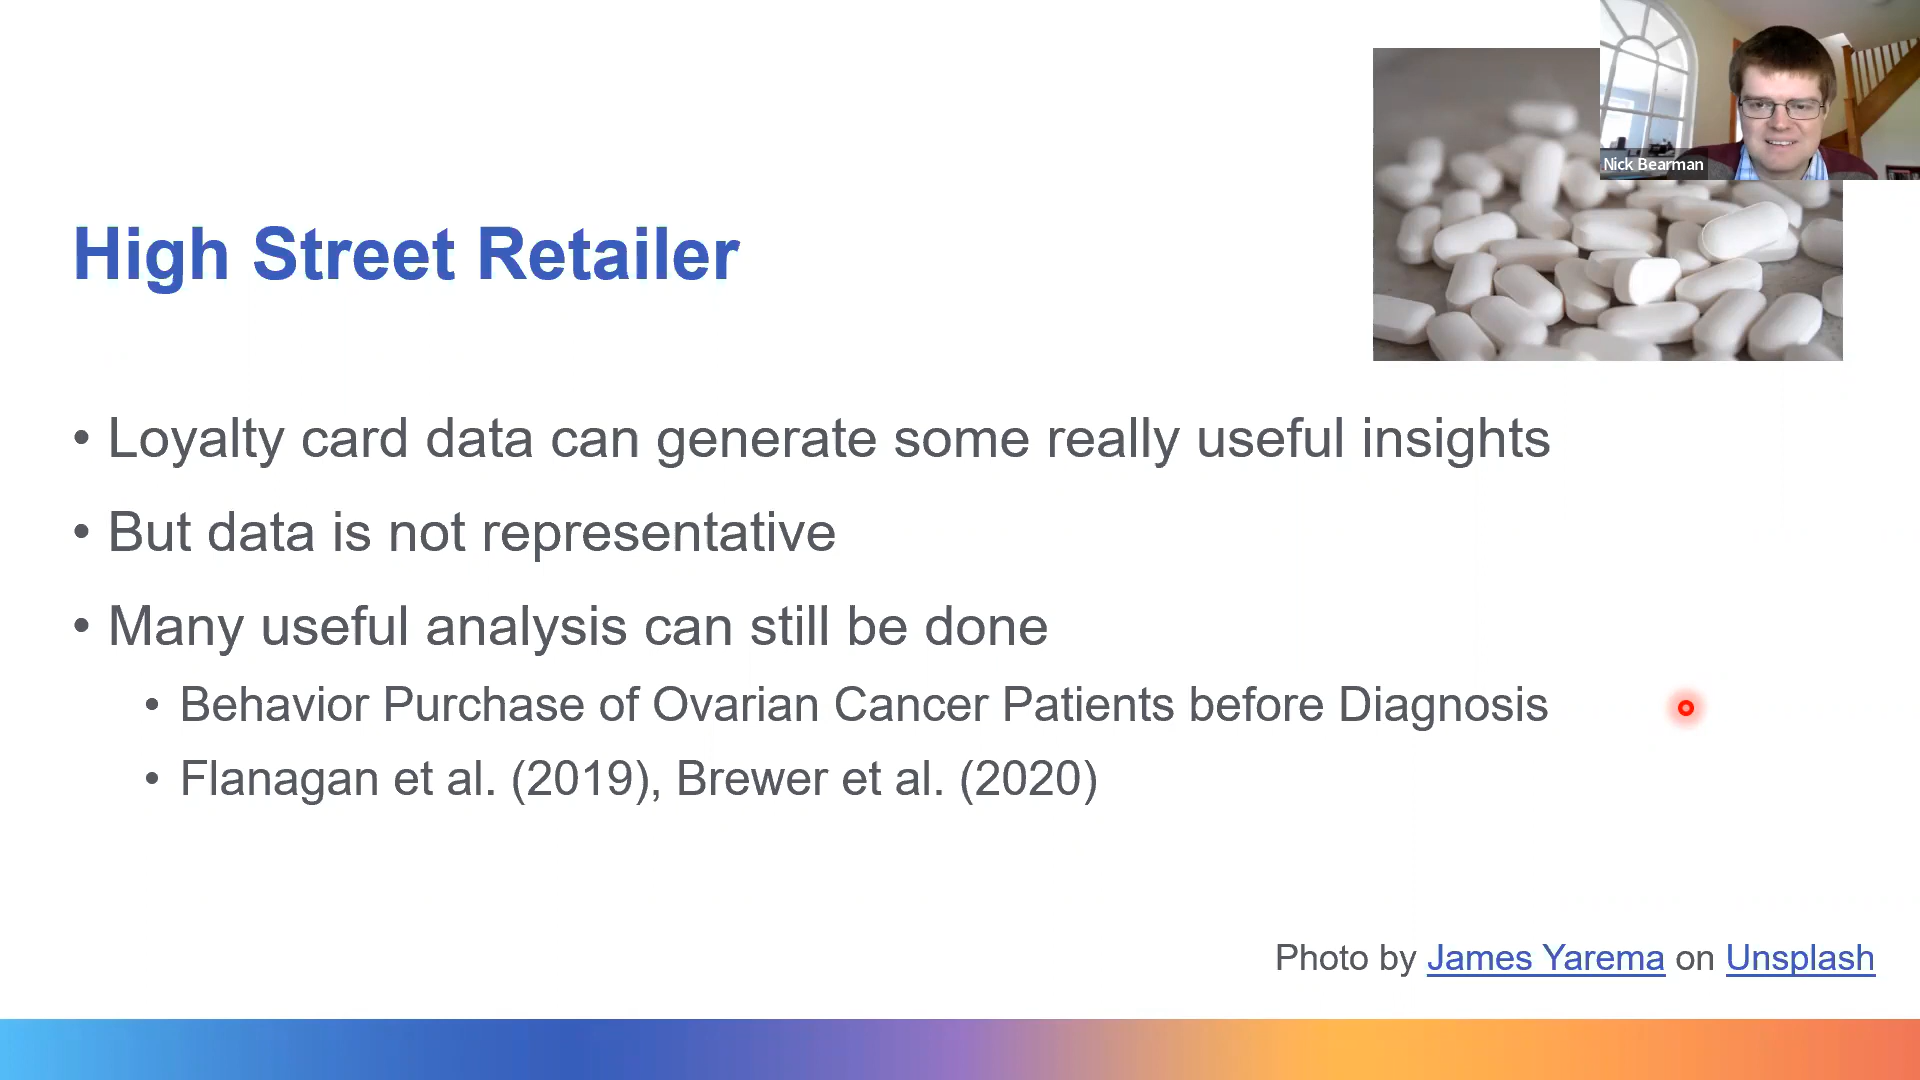 Nick Bearman
High Street Retailer
• Loyalty card data can generate some really useful insights
• But data is not representative
• Many useful analysis can still be done
• Behavior Purchase of Ovarian Cancer Patients before Diagnosis
• Flanagan et al. (2019), Brewer et al. (2020)
Photo by James Yarema on Unsplash